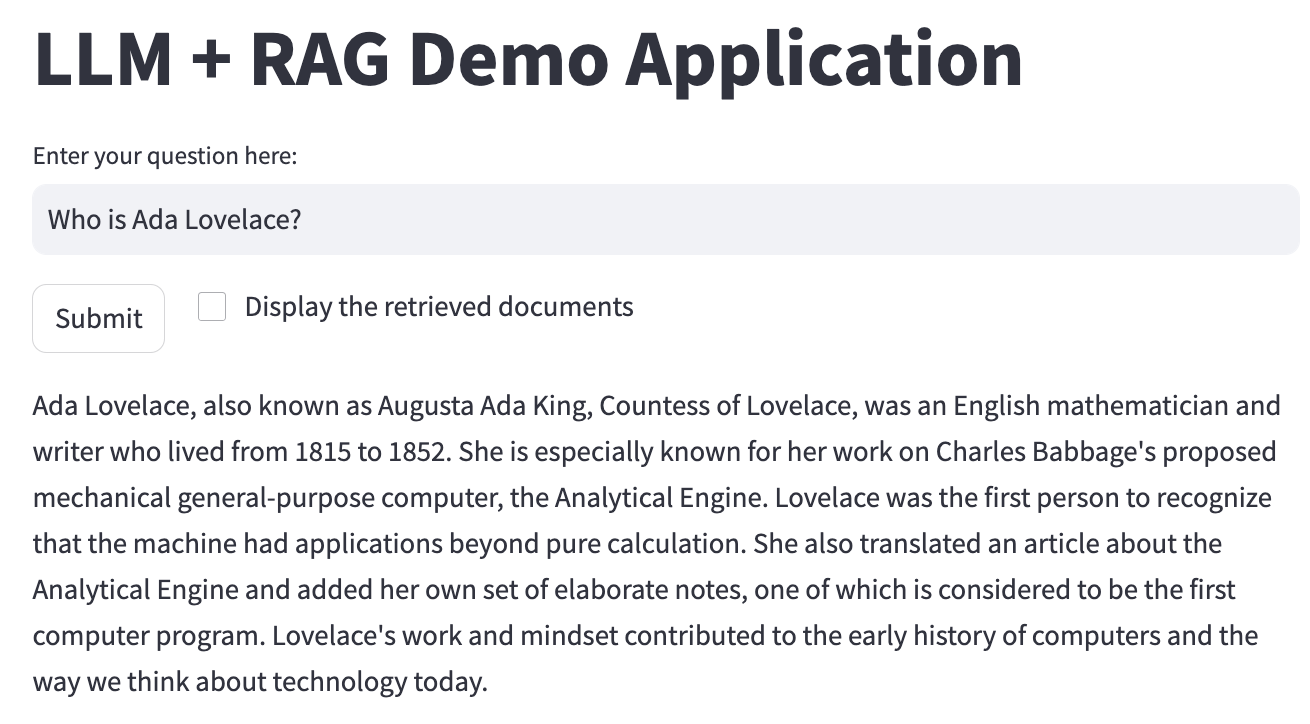 LLM + RAG Demo Application
Enter your question here:
Who is Ada Lovelace?
Submit
Display the retrieved documents
Ada Lovelace, also known as Augusta Ada King, Countess of Lovelace, was an English mathematician and
writer who lived from 1815 to 1852. She is especially known for her work on Charles Babbage's proposed
mechanical general-purpose computer, the Analytical Engine. Lovelace was the first person to recognize
that the machine had applications beyond pure calculation. She also translated an article about the
Analytical Engine and added her own set of elaborate notes, one of which is considered to be the first
computer program. Lovelace's work and mindset contributed to the early history of computers and the
way we think about technology today.